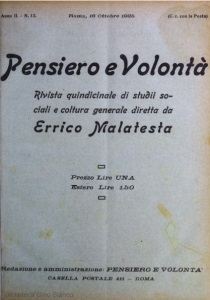 Anno II. - N. 15.
Roma, 16 Ottobre 1925
(C. c. con la Posta)
Pensiero e Volontà
Rivista quindicinale di studii so-
ciali e coltura generale diretta da
Errico Malatesta
Prezzo Lire UNA
Estero Lire 1.50
Redazione e amministrazione: PENSIERO E VOLONTA'
CASELLA POSTALE 411 - ROMA